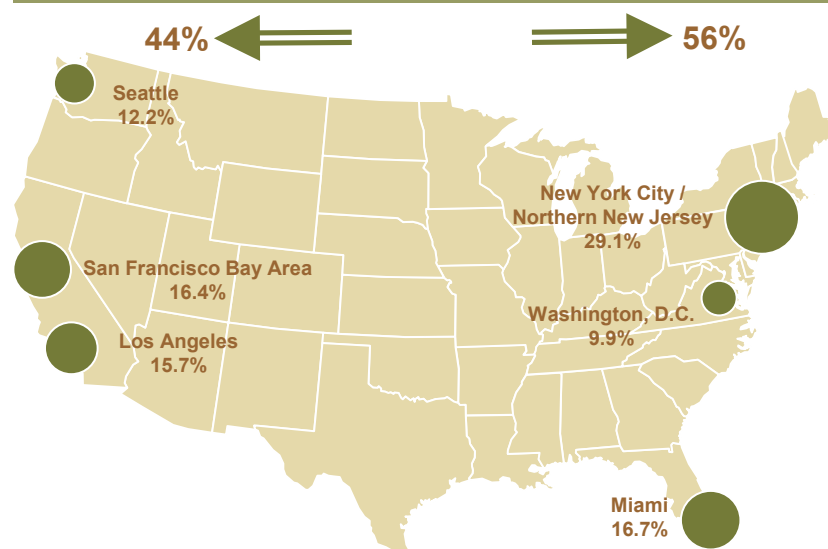 44%
56%
Seattle
12.2%
New York City /
Northern New Jersey
29.1%
San Francisco Bay Area
16.4%
Washington, D.C.
9.9%
Los Angeles
15.7%
Miami
16.7%